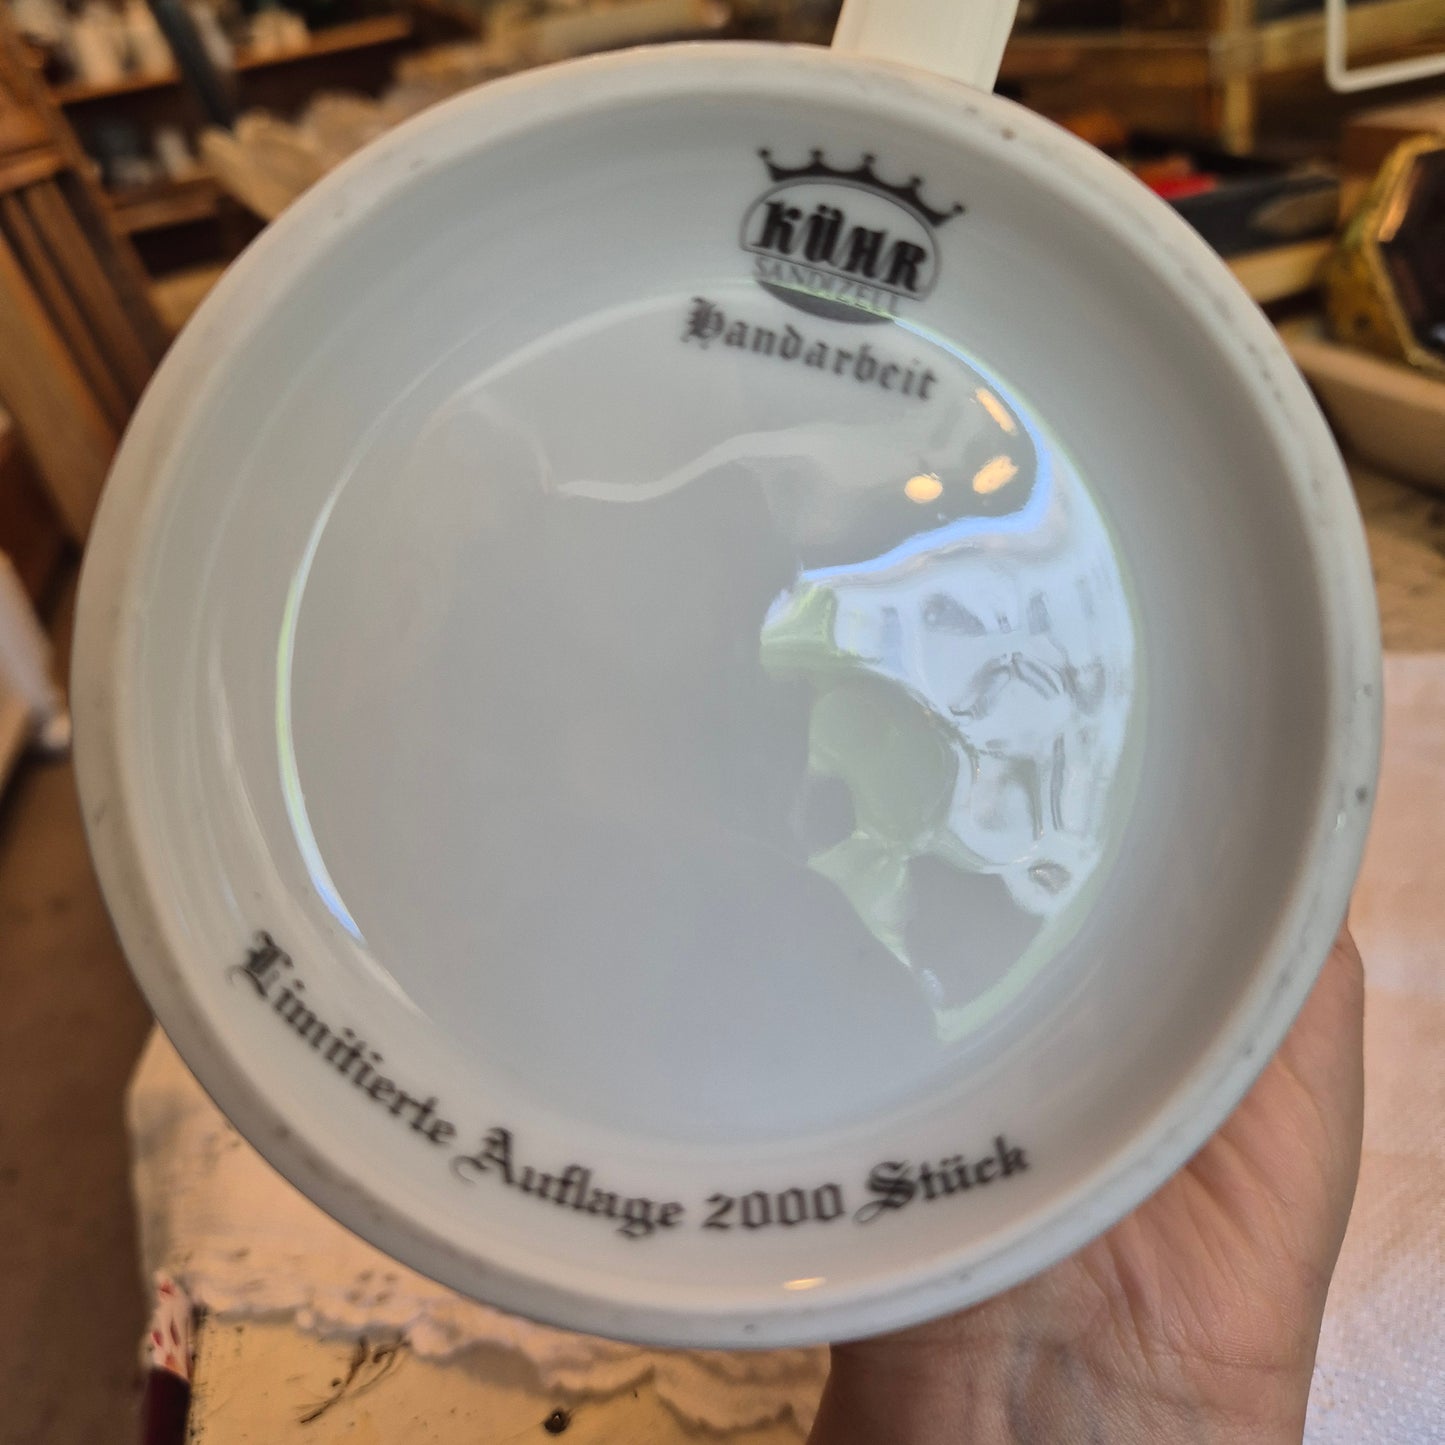 KÜHR
SANDIZELL
Handarbeit
Limitierte Auflage 2000 Stück